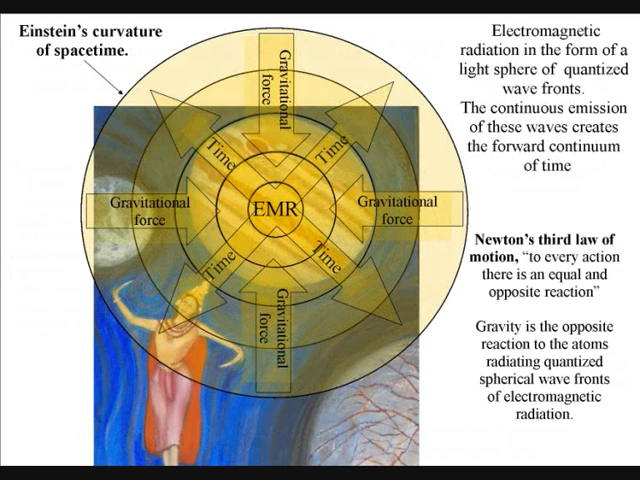 Einstein's curvature
of spacetime.
Electromagnetic
radiation in the form of a
light sphere of quantized
wave fronts.
The continuous emission
of these waves creates
the forward continuum
of time
Gravitational
force
Time
Time
Gravitational
force
EMR
Gravitational
force
Time
Time
Gravitational
force
Newton's third law of
motion, “to every action
there is an equal and
opposite reaction”
Gravity is the opposite
reaction to the atoms
radiating quantized
spherical wave fronts
of electromagnetic
radiation.